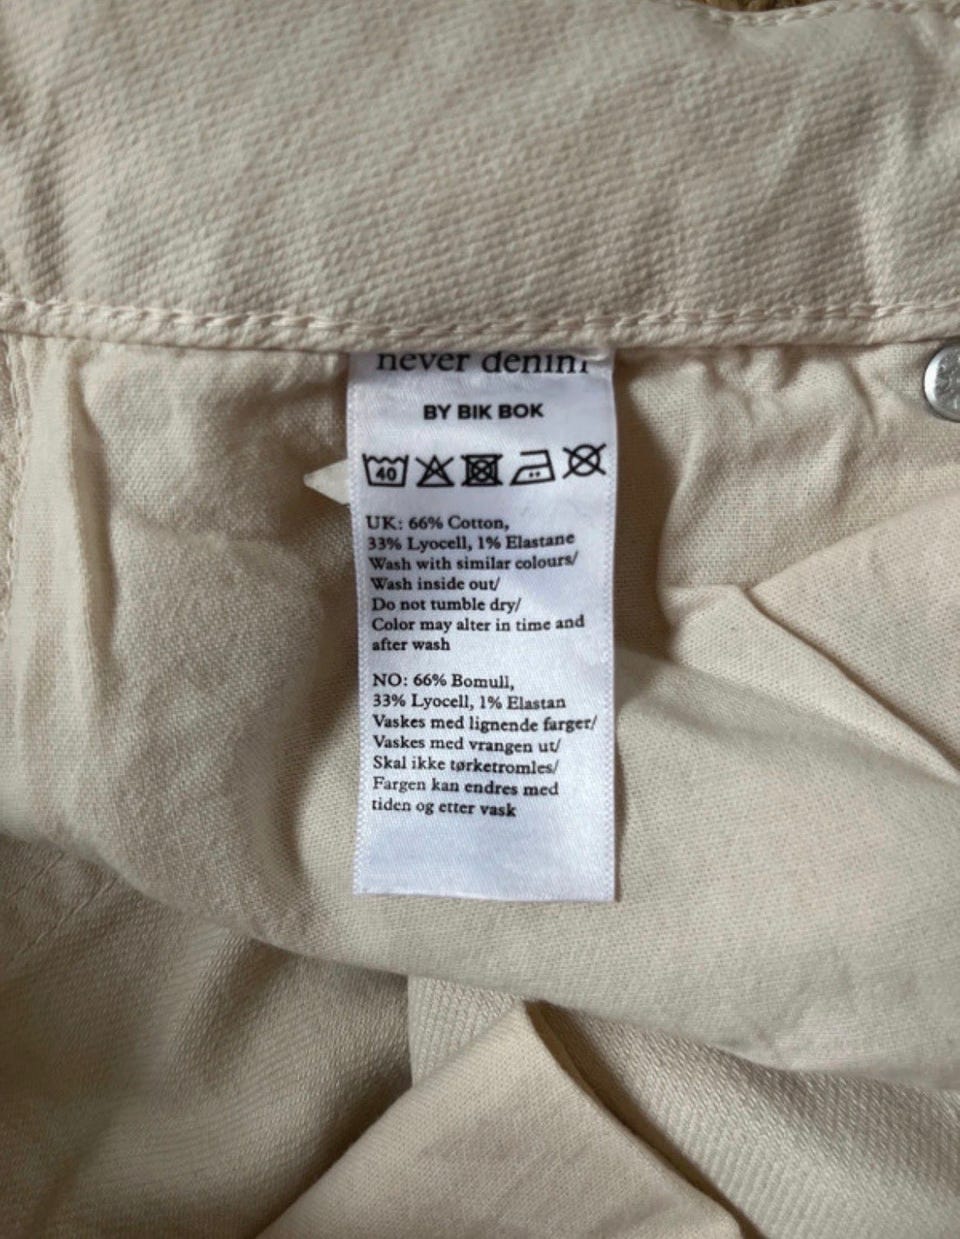 never denim
BY BIK BOK
40
UK: 66% Cotton,
33% Lyocell, 1% Elastane
Wash with similar colours/
Wash inside out/
Do not tumble dry/
Color may alter in time and
after wash
NO: 66% Bomull,
33% Lyocell, 1% Elastan
Vaskes med lignende farger/
Vaskes med vrangen ut/
Skal ikke tørketromles/
Fargen kan endres med
tiden og etter vask